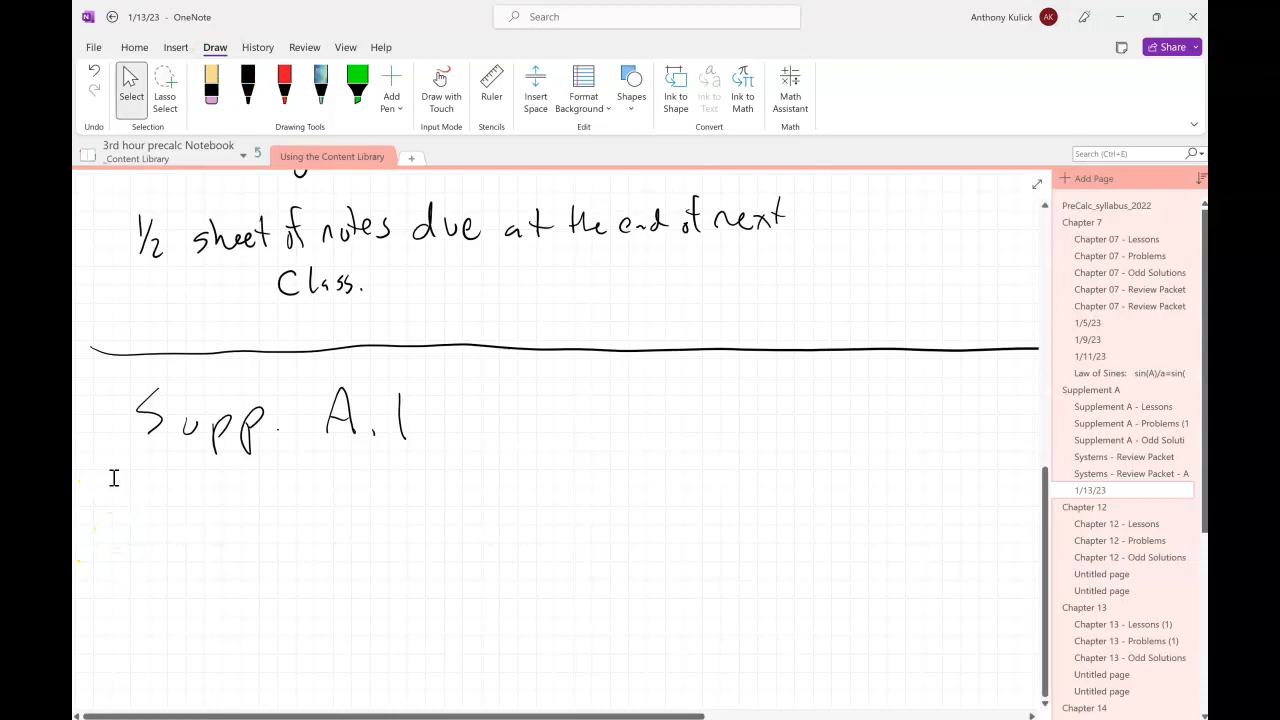 1/13/23 - OneNote
Search
Anthony Kulick
AK
File
Home
Insert
Draw
History
Review
View
Help
Share
Select
Lasso
Select
Add
Pen
Draw with
Touch
Ruler
Insert
Space
Format
Background
Shapes
Ink to
Shape
Ink to
Text
Ink to
Math
Math
Assistant
Undo
Selection
Drawing Tools
Input Mode
Stencils
Edit
Convert
Math
3rd hour precalc Notebook
_Content Library
Using the Content Library
Search (Ctrl+E)
1/2 sheet of notes due at the end of next
Class.
Supp. A.1
Add Page
PreCalc_syllabus_2022
Chapter 7
Chapter 07 - Lessons
Chapter 07 - Problems
Chapter 07 - Odd Solutions
Chapter 07 - Review Packet
Chapter 07 - Review Packet
1/5/23
1/9/23
1/11/23
Law of Sines: sin(A)/a=sin(
Supplement A
Supplement A - Lessons
Supplement A - Problems (1
Supplement A - Odd Soluti
Systems - Review Packet
Systems - Review Packet - A
1/13/23
Chapter 12
Chapter 12 - Lessons
Chapter 12 - Problems
Chapter 12 - Odd Solutions
Untitled page
Untitled page
Chapter 13
Chapter 13 - Lessons (1)
Chapter 13 - Problems (1)
Chapter 13 - Odd Solutions
Untitled page
Untitled page
Chapter 14